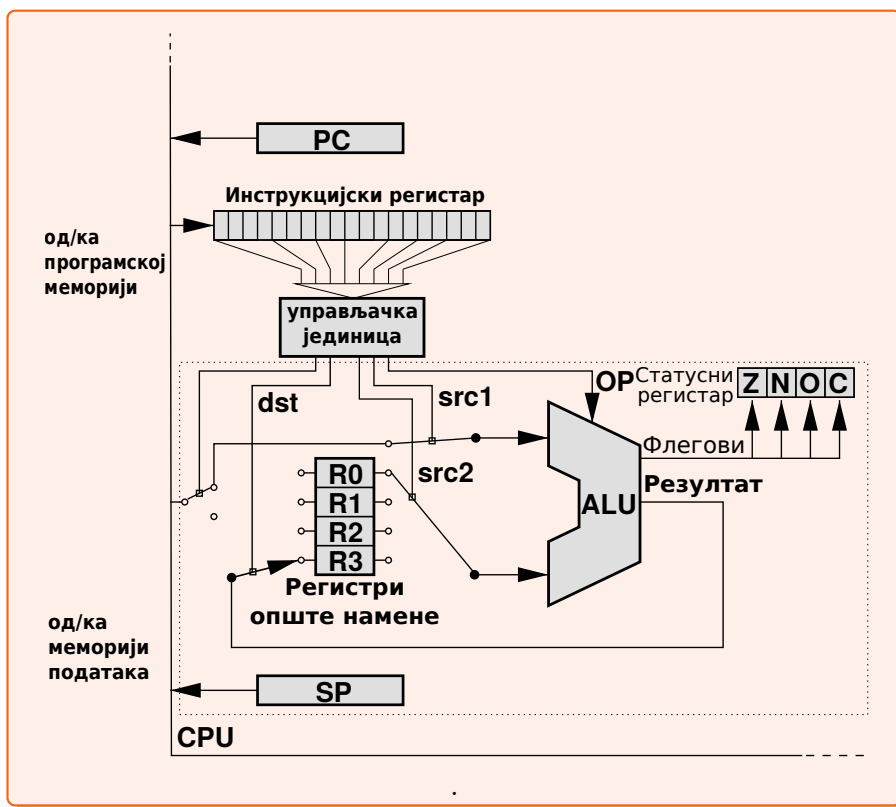 PC
Инструкцијски регистар
од/ка
програмској
меморији
управљачка
јединица
dst
src1
src2
OP
Статусни
регистар
Z N O C
Флегови
Резултат
ALU
R0
R1
R2
R3
Регистри
опште намене
од/ка
меморији
података
SP
CPU
.